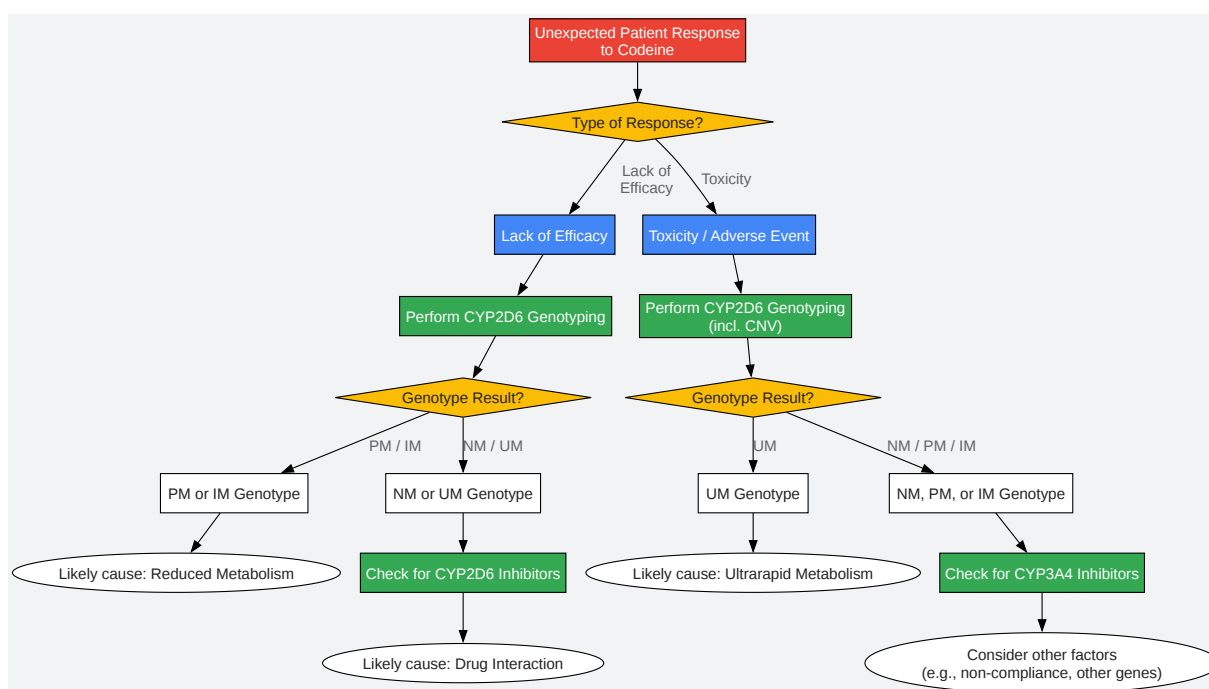 Unexpected Patient Response
to Codeine
Type of Response?
Lack of
Efficacy
Toxicity
Lack of Efficacy
Toxicity / Adverse Event
Perform CYP2D6 Genotyping
Perform CYP2D6 Genotyping
(incl. CNV)
Genotype Result?
Genotype Result?
PM / IM
NM / UM
UM
NM / PM / IM
PM or IM Genotype
NM or UM Genotype
UM Genotype
NM, PM, or IM Genotype
Likely cause: Reduced Metabolism
Check for CYP2D6 Inhibitors
Likely cause: Ultrarapid Metabolism
Check for CYP3A4 Inhibitors
Likely cause: Drug Interaction
Consider other factors
(e.g., non-compliance, other genes)